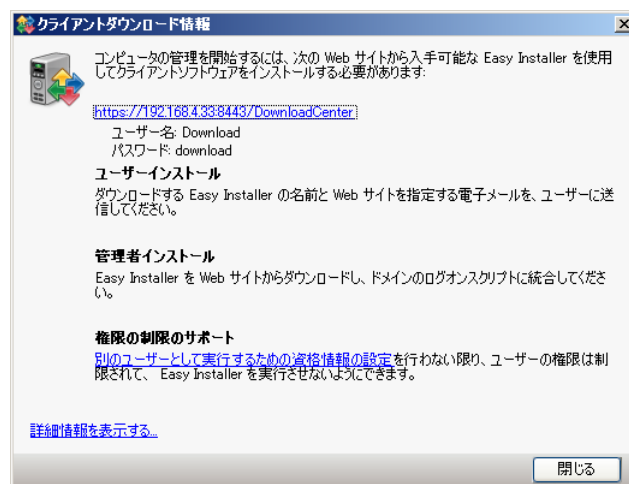 クライアントダウンロード情報
コンピュータの管理を開始するには、次の Web サイトから入手可能な Easy Installer を使用
してクライアントソフトウェアをインストールする必要があります:
https://192.168.4.33:8443/DownloadCenter
ユーザー名: Download
パスワード: download
ユーザーインストール
ダウンロードする Easy Installer の名前と Web サイトを指定する電子メールを、ユーザーに送
信してください。
管理者インストール
Easy Installer を Web サイトからダウンロードし、ドメインのログオンスクリプトに統合してくださ
い。
権限の制限のサポート
別のユーザーとして実行するための資格情報の設定を行わない限り、ユーザーの権限は制
限されて、 Easy Installer を実行させないようにできます。
詳細情報を表示する...
閉じる